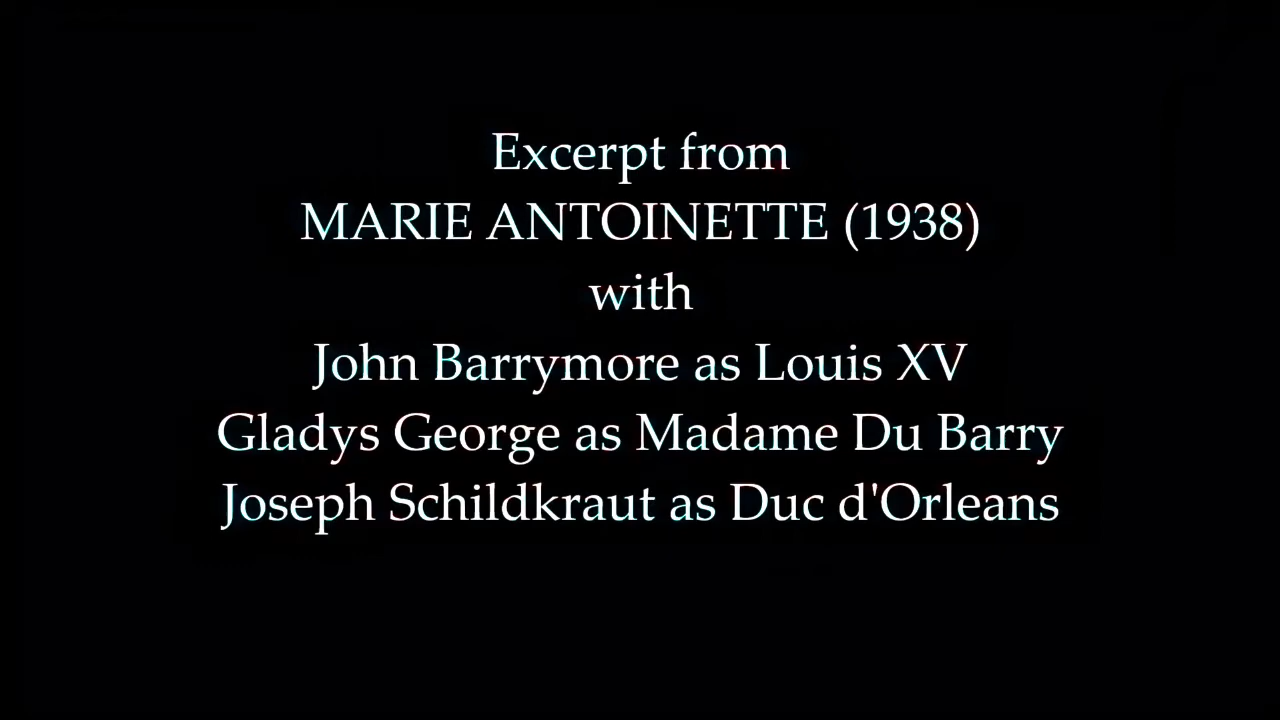 Excerpt from
MARIE ANTOINETTE (1938)
with
John Barrymore as Louis XV
Gladys George as Madame Du Barry
Joseph Schildkraut as Duc d'Orleans